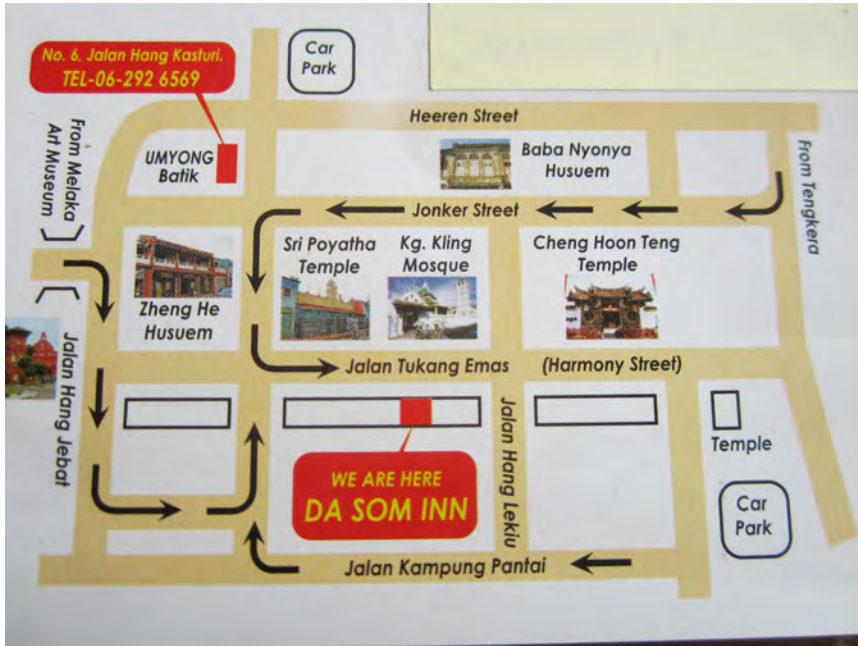 No. 6, Jalan Hang Kasturi.
TEL-06-292 6569
Car
Park
Heeren Street
From Melaka
Art Museum
UMYONG
Batik
Baba Nyonya
Husuem
From Tengkera
Jonker Street
Sri Poyatha
Temple
Kg. Kling
Mosque
Cheng Hoon Teng
Temple
Zheng He
Husuem
Jalan Hang Jebat
Jalan Tukang Emas
(Harmony Street)
Jalan Hang Lekiu
Temple
WE ARE HERE
DA SOM INN
Car
Park
Jalan Kampung Pantai